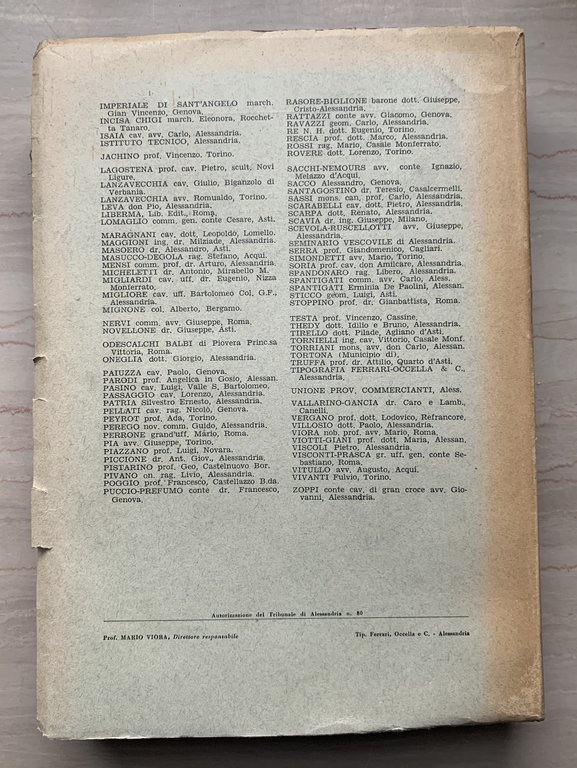 IMPERIALE DI SANT'ANGELO march.
Gian Vincenzo, Genova.
INCISA CHIGI march, Eleonora, Rocchet-
ta Tanaro.
ISAIA cav, avv, Carlo, Alessandria.
ISTITUTO TECNICO, Alessandria.
JACHINO prof, Vincenzo, Torino.
LAGOSTENA prof. cav, Pietro, scult, Novi
Ligure.
LANZAVECCHIA cav, Giulio, Biganzolo di
Verbania.
LANZAVECCHIA avv, Romualdo, Torino.
LEVA don Pio, Alessandria.
LIBERMA, Lib. Edit., Roma.
LOMAGLIO comm, gen. conte Cesare, Asti.
MARAGNANI cav, dott, Leopoldo, Lomello.
MAGGIONI ing, dr, Miliziade, Alessandria.
MASOERO dr, Alessandro, Asti.
MASUCCO-DEGOLA rag. Stefano, Acqui.
MENSI comm, prof, dr. Arturo, Alessandria.
MICHELETTI dr, Antonio, Mirabello M.
MIGLIARDI cav, uff, dr, Eugenio, Nizza
Monferrato.
MIGLIORE cav, uff, Bartolomeo Col, G.F.,
Alessandria.
MIGNONE col, Alberto, Bergamo.
NERVI comm, avv, Giuseppe, Roma.
NOVELLONE dr, Giuseppe, Asti.
ODESCALCHI BALBI di Piovera Princ.sa
Vittoria, Roma.
ONEGLIA dott, Giorgio, Alessandria.
PAIUZZA cav, Paolo, Genova.
PARODI prof, Angelica in Gosio, Alessan.
PASINO cav, Luigi, Valle S, Bartolomeo.
PASSAGGIO cav, Lorenzo, Alessandria.
PATRIA Silvestro Ernesto, Alessandria.
PELLATI cav. rag. Nicolò, Genova.
PEYROT prof, Ada, Torino.
PEREGO nov. comm, Guido, Alessandria.
PERRONE grand'uff, Mário, Roma.
PIA avv, Giuseppe, Torino.
PIAZZANO prof, Luigi, Novara.
PICCIONE dr, Ant, Giov., Alessandria.
PISTARINO prof, Geo, Castelnuovo Bor.
PIVANO on. rag, Livio, Alessandria.
POGGIO prof, Francesco, Castellazzo B.da.
PUCCIO-PREFUMO conte dr, Francesco,
Genova.
RASORE-BIGLIONE barone dott, Giuseppe,
Cristo-Alessandria.
RATTAZZI conte avv, Giacomo, Genova.
RAVAZZI geom, Carlo, Alessandria.
RE N. H. dott. Eugenio, Torino.
RESCIA prof, dott, Marco, Alessandria.
ROSSI rag, Mario, Casale Monferrato.
ROVERE dott, Lorenzo, Torino.
SACCHI-NEMOURS avv, conte Ignazio,
Melazzo d'Acqui.
SACCO Alessandro, Genova.
SANTAGOSTINO dr, Teresio, Casalcermelli.
SASSI mons, can, prof, Carlo, Alessandria.
SCARABELLI cav, dott, Pietro, Alessandria.
SCARPA dott, Renato, Alessandria.
SCAVIA dr, ing, Giuseppe, Milano.
SCEVOLA-RUSCELLOTTI avv, Giuseppe,
Alessandria.
SEMINARIO VESCOVILE di Alessandria.
SERRA prof, Giandomenico, Cagliari.
SIMONDETTI avv, Mario, Torino.
SORIA prof, cav, don Amilcare, Alessandria.
SPANDONARO rag, Libero, Alessandria.
SPANTIGATI comm, avv, Carlo, Aless.
SPANTIGATI Erminia De Paolini, Alessan.
STICCO geom, Luigi, Asti.
STOPPINO prof, dr, Gianbattista, Roma.
TESTA prof, Vincenzo, Cassine.
THEDY dott, Idilio e Bruno, Alessandria.
TIRELLO dott, Pilade, Agliano d'Asti.
TORNIELLI ing, cav, Vittorio, Casale Monf.
TORRIANI mons, avv, don Carlo, Alessan.
TORTONA (Municipio di).
TRUFFA prof, dr, Attilio, Quarto d'Asti.
TIPOGRAFIA FERRARI-OCCELLA & C.,
Alessandria.
UNIONE PROV, COMMERCIANTI, Aless.
VALLARINO-GANCIA dr. Caro e Lamb.,
Canelli.
VERGANO prof, dott, Lodovico, Refrancore.
VILLOSIO dott, Paolo, Alessandria.
VIORA nob, prof, avv, Mario, Roma.
VIOTTI-GIANI prof, dott, Maria, Alessan.
VISCOLI Pietro, Alessandria.
VISCONTI-PRASCA gr, uff, gen. conte Se-
bastiano, Roma.
VITULLO avv, Augusto, Acqui.
VIVANTI Fulvio, Torino.
ZOPPI conte cav, di gran croce avv, Gio-
vanni, Alessandria.
Autorizzazione del Tribunale di Alessandria n. 80
Prof. MARIO VIORA, Direttore responsabile
Tip. Ferrari, Occella e C. - Alessandria